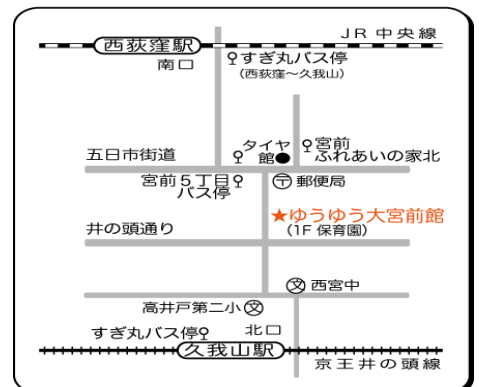 JR 中央線
西荻窪駅
南口
すぎ丸バス停
(西荻窪～久我山)
タイヤ館
宮前
ふれあいの家北
五日市街道
宮前5丁目
バス停
〒郵便局
★ゆうゆう大宮前館
(1F 保育園)
井の頭通り
文 西宮中
高井戸第二小 文
すぎ丸バス停
北口
久我山駅
京王井の頭線